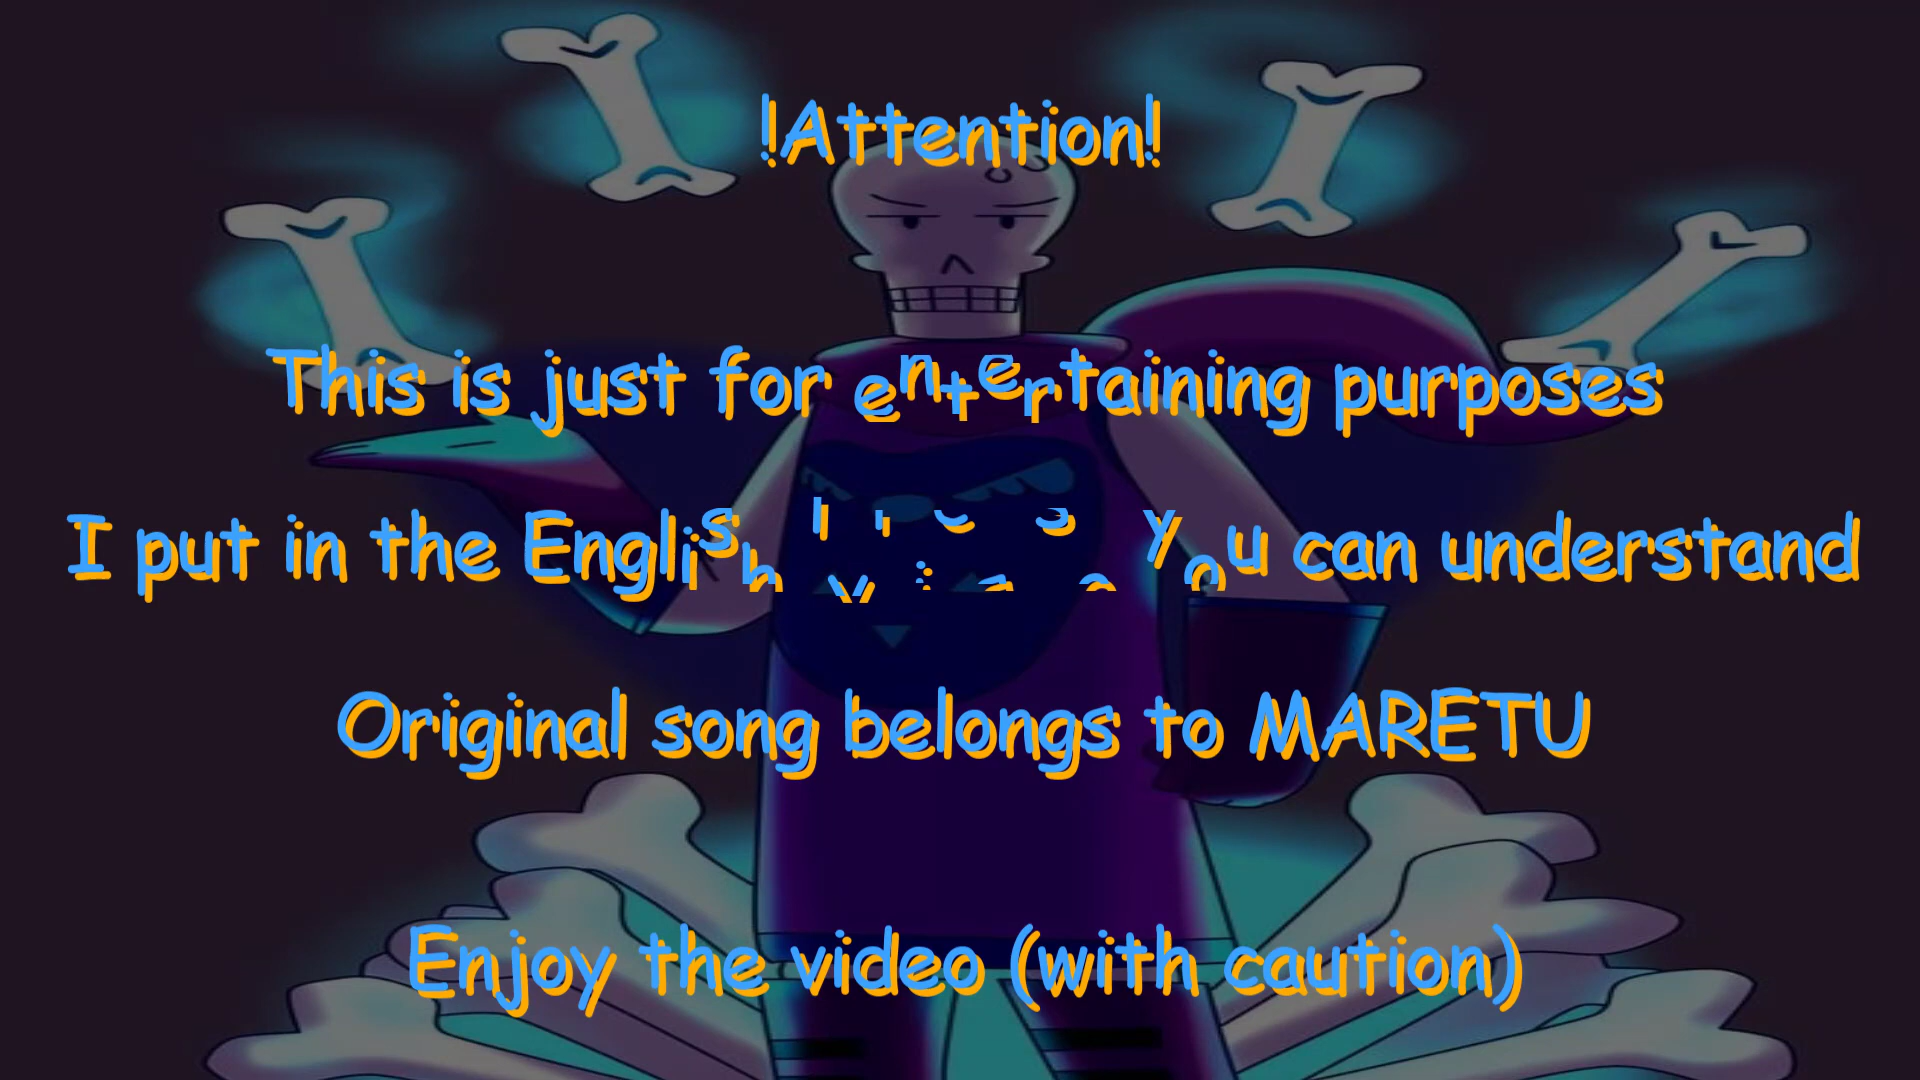 !Attention!
This is just for entertaining purposes
I put in the English you can understand
Original song belongs to MARETU
Enjoy the video (with caution)